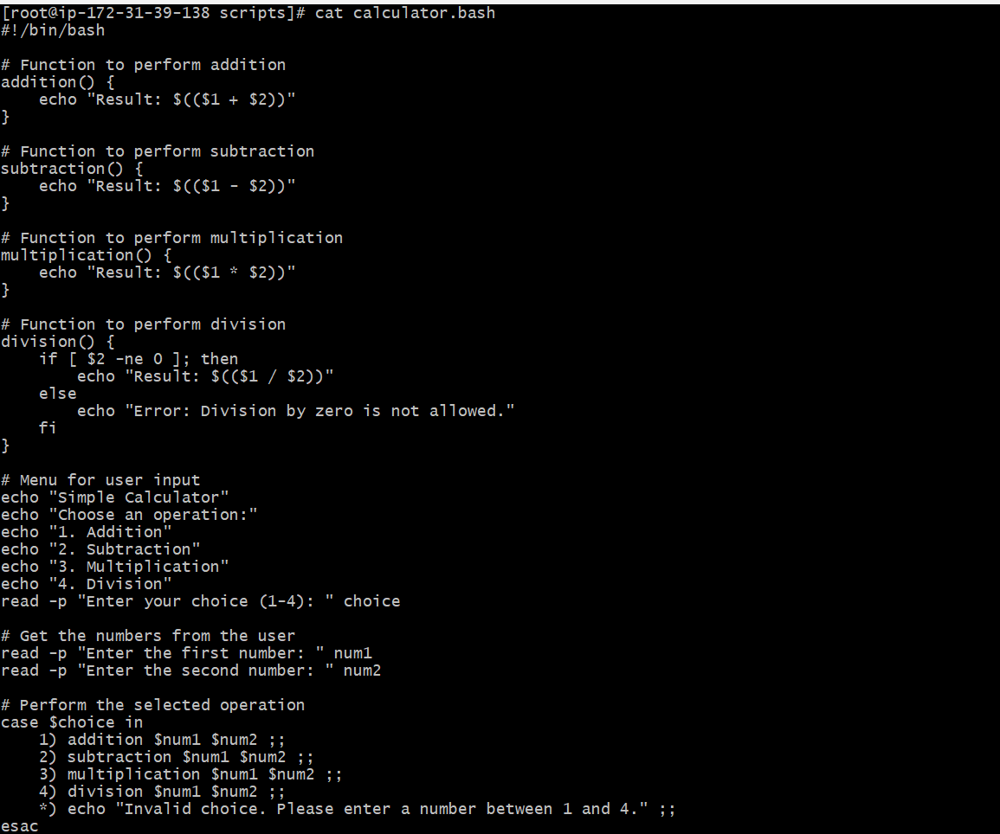 [root@ip-172-31-39-138 scripts]# cat calculator.bash
#!/bin/bash

# Function to perform addition
addition() {
    echo "Result: $(($1 + $2))"
}

# Function to perform subtraction
subtraction() {
    echo "Result: $(($1 - $2))"
}

# Function to perform multiplication
multiplication() {
    echo "Result: $(($1 * $2))"
}

# Function to perform division
division() {
    if [ $2 -ne 0 ]; then
        echo "Result: $(($1 / $2))"
    else
        echo "Error: Division by zero is not allowed."
    fi
}

# Menu for user input
echo "Simple Calculator"
echo "Choose an operation:"
echo "1. Addition"
echo "2. Subtraction"
echo "3. Multiplication"
echo "4. Division"
read -p "Enter your choice (1-4): " choice

# Get the numbers from the user
read -p "Enter the first number: " num1
read -p "Enter the second number: " num2

# Perform the selected operation
case $choice in
    1) addition $num1 $num2 ;;
    2) subtraction $num1 $num2 ;;
    3) multiplication $num1 $num2 ;;
    4) division $num1 $num2 ;;
    *) echo "Invalid choice. Please enter a number between 1 and 4." ;;
esac